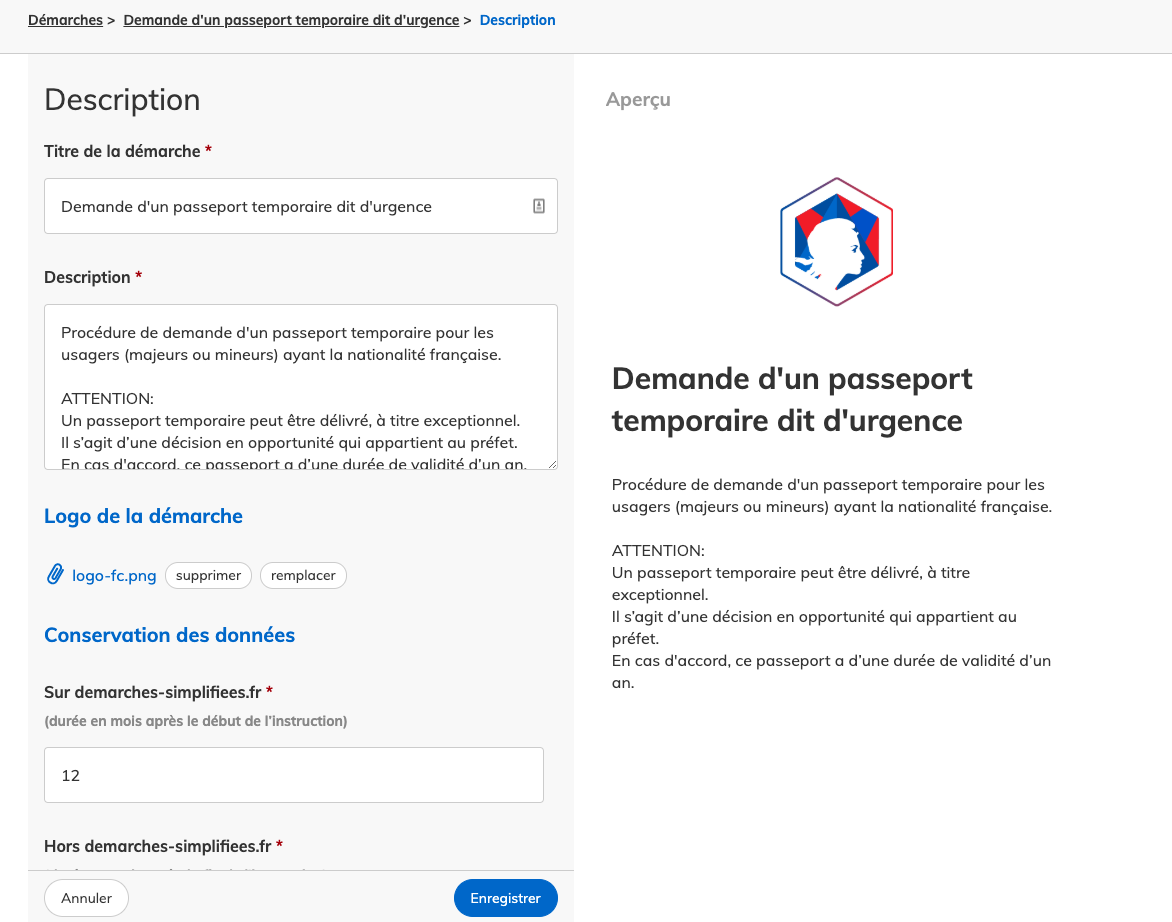 Démarches > Demande d'un passeport temporaire dit d'urgence > Description
Description
Titre de la démarche *
Demande d'un passeport temporaire dit d'urgence
Description *
Procédure de demande d'un passeport temporaire pour les
usagers (majeurs ou mineurs) ayant la nationalité française.
ATTENTION:
Un passeport temporaire peut être délivré, à titre exceptionnel.
Il s’agit d’une décision en opportunité qui appartient au préfet.
En cas d'accord, ce passeport a d’une durée de validité d’un an.
Logo de la démarche
logo-fc.png supprimer remplacer
Conservation des données
Sur demarches-simplifiees.fr *
(durée en mois après le début de l’instruction)
12
Hors demarches-simplifiees.fr *
Annuler Enregistrer
Aperçu
Demande d'un passeport
temporaire dit d'urgence
Procédure de demande d'un passeport temporaire pour les
usagers (majeurs ou mineurs) ayant la nationalité française.
ATTENTION:
Un passeport temporaire peut être délivré, à titre
exceptionnel.
Il s’agit d’une décision en opportunité qui appartient au
préfet.
En cas d'accord, ce passeport a d’une durée de validité d’un
an.